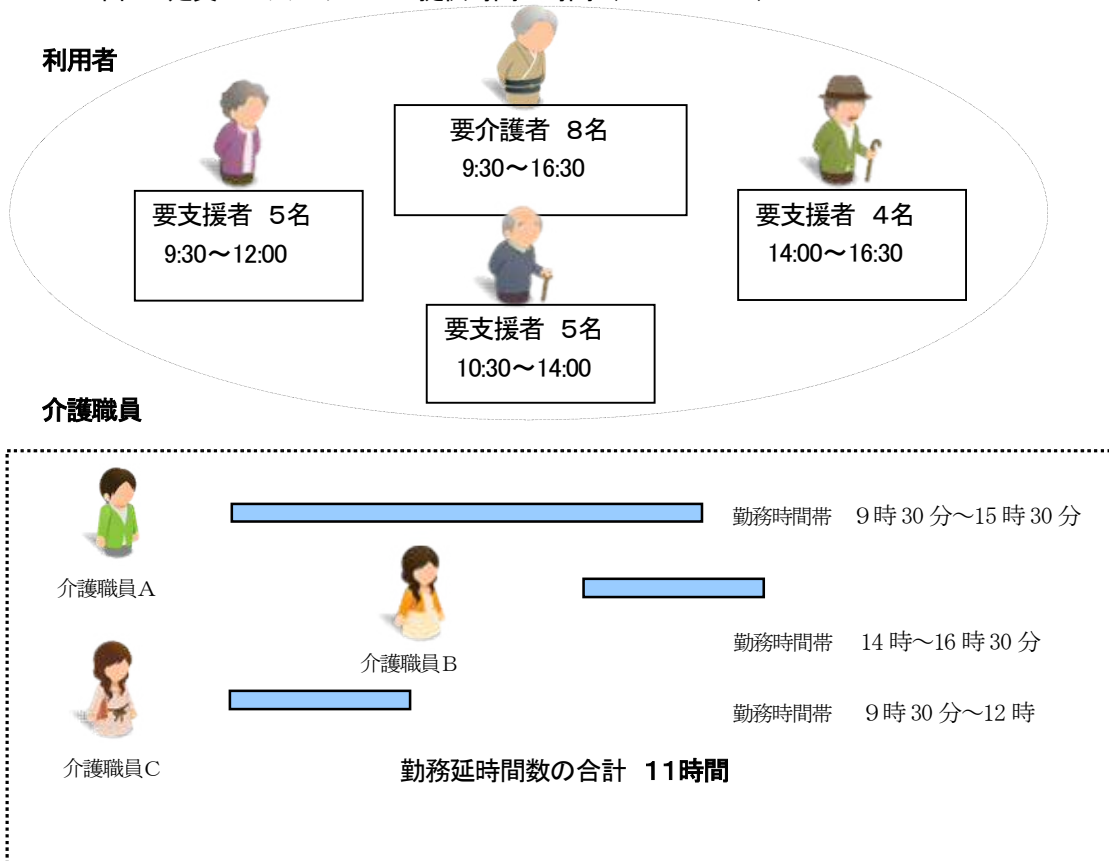 利用者
要介護者 8名
9:30～16:30
要支援者 5名
9:30～12:00
要支援者 4名
14:00～16:30
要支援者 5名
10:30～14:00
介護職員
勤務時間帯 9時30分～15時30分
介護職員A
勤務時間帯 14時～16時30分
介護職員B
勤務時間帯 9時30分～12時
介護職員C
勤務延時間数の合計 11時間